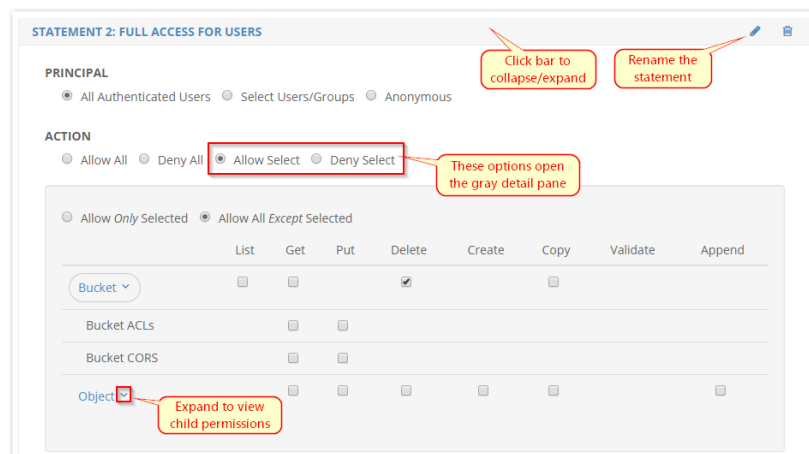 STATEMENT 2: FULL ACCESS FOR USERS
Click bar to
collapse/expand
Rename the
statement
PRINCIPAL
All Authenticated Users Select Users/Groups Anonymous
ACTION
Allow All Deny All Allow Select Deny Select
These options open
the gray detail pane
Allow Only Selected Allow All Except Selected
List Get Put Delete Create Copy Validate Append
Bucket
Bucket ACLs
Bucket CORS
Object
Expand to view
child permissions